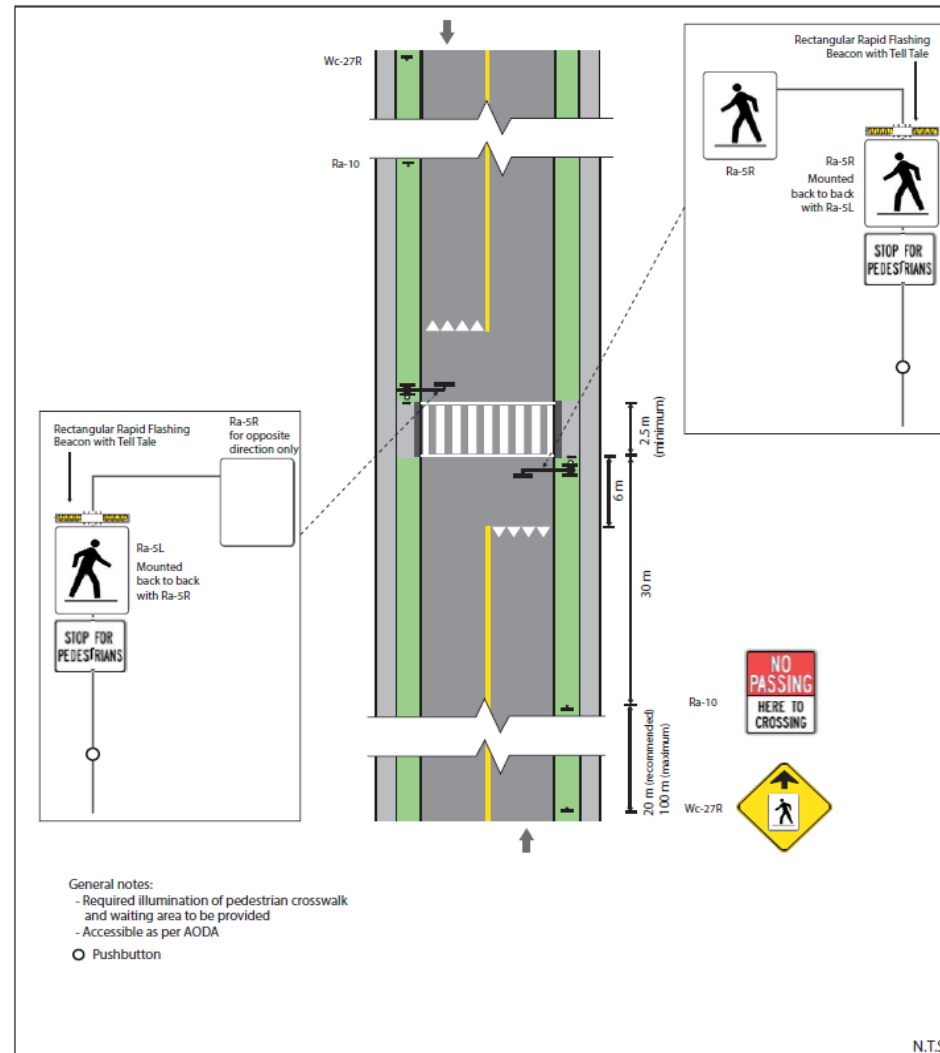 Wc-27R
Ra-10
Rectangular Rapid Flashing
Beacon with Tell Tale
Ra-5R
Ra-5R
Mounted
back to back
with Ra-5L
STOP FOR
PEDESTRIANS
Rectangular Rapid Flashing
Beacon with Tell Tale
Ra-5R
for opposite
direction only
Ra-5L
Mounted
back to back
with Ra-5R
STOP FOR
PEDESTRIANS
2.5 m
(minimum)
6 m
30 m
20 m (recommended)
100 m (maximum)
Ra-10
NO
PASSING
HERE TO
CROSSING
Wc-27R
General notes:
- Required illumination of pedestrian crosswalk
and waiting area to be provided
- Accessible as per AODA
Pushbutton
N.T.S